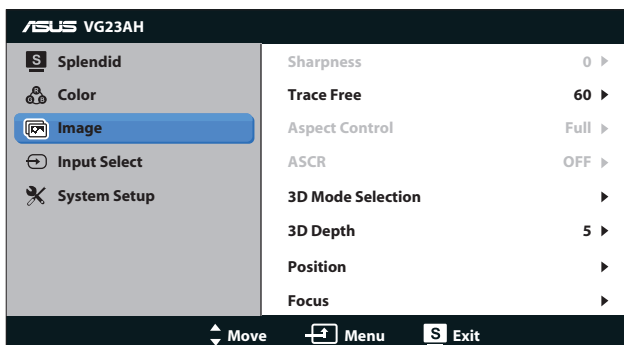 ASUS VG23AH
S Splendid
Color
Image
Input Select
System Setup
Sharpness 0
Trace Free 60
Aspect Control Full
ASCR OFF
3D Mode Selection
3D Depth 5
Position
Focus
Move Menu S Exit